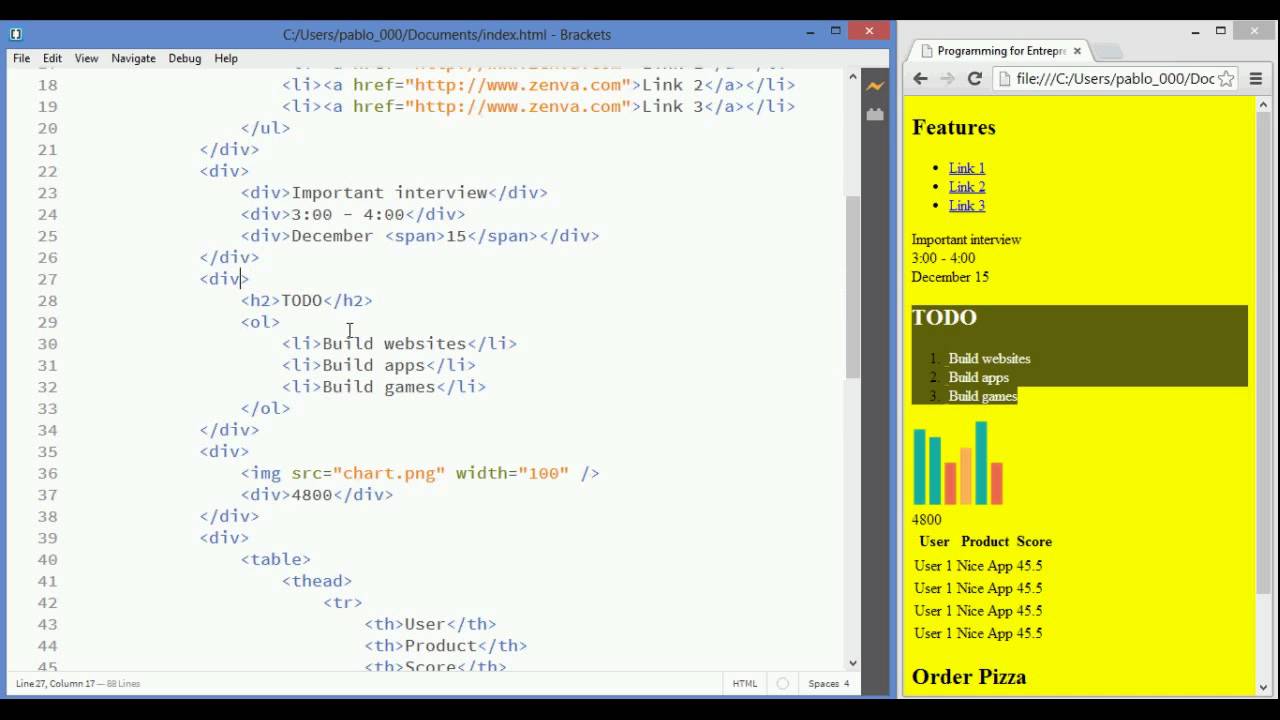 C:/Users/pablo_000/Documents/index.html - Brackets
File Edit View Navigate Debug Help
18 <li><a href="http://www.zenva.com">Link 2</a></li>
19 <li><a href="http://www.zenva.com">Link 3</a></li>
20 </ul>
21 </div>
22 <div>
23 <div>Important interview</div>
24 <div>3:00 - 4:00</div>
25 <div>December <span>15</span></div>
26 </div>
27 <div>
28 <h2>TODO</h2>
29 <ol>
30 <li>Build websites</li>
31 <li>Build apps</li>
32 <li>Build games</li>
33 </ol>
34 </div>
35 <div>
36 <img src="chart.png" width="100" />
37 <div>4800</div>
38 </div>
39 <div>
40 <table>
41 <thead>
42 <tr>
43 <th>User</th>
44 <th>Product</th>
45 <th>Score</th>
Line 27, Column 17 — 88 Lines
HTML
Spaces 4
Programming for Entrepre
file:///C:/Users/pablo_000/Doc
Features
• Link 1
• Link 2
• Link 3
Important interview
3:00 - 4:00
December 15
TODO
1. Build websites
2. Build apps
3. Build games
4800
User Product Score
User 1 Nice App 45.5
User 1 Nice App 45.5
User 1 Nice App 45.5
User 1 Nice App 45.5
Order Pizza